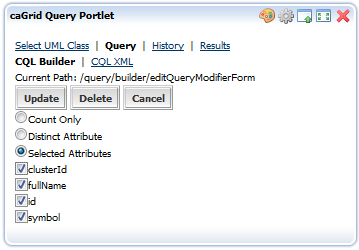 caGrid Query Portlet
Select UML Class | Query | History | Results
CQL Builder | CQL XML
Current Path: /query/builder/editQueryModifierForm
Update Delete Cancel
Count Only
Distinct Attribute
Selected Attributes
clusterId
fullName
id
symbol